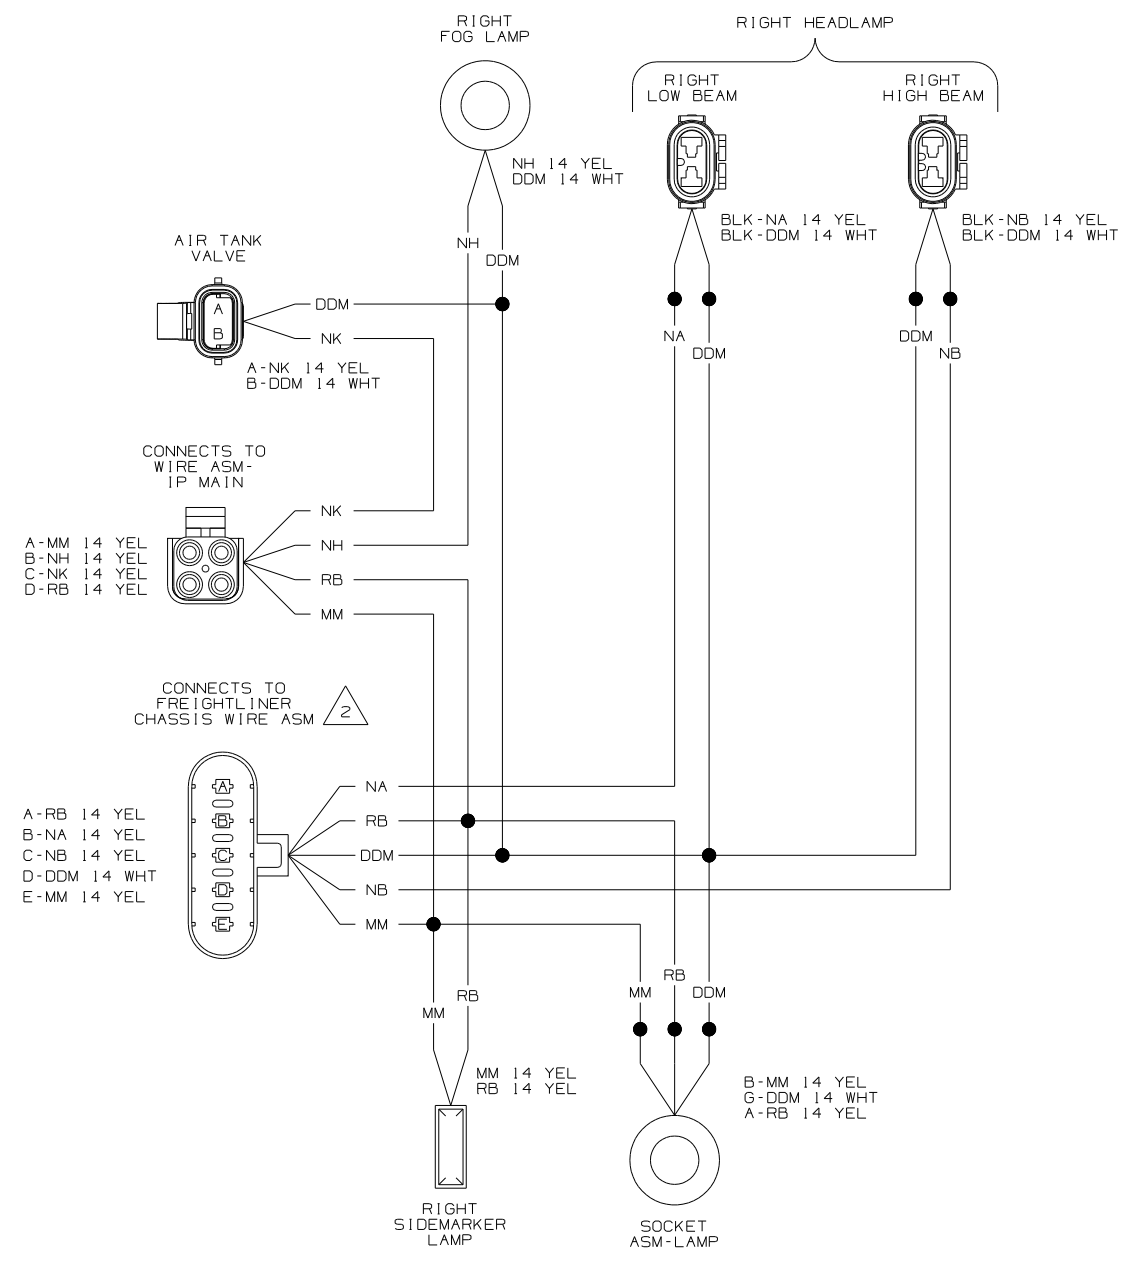 RIGHT
FOG LAMP
RIGHT HEADLAMP
RIGHT
LOW BEAM
RIGHT
HIGH BEAM
NH 14 YEL
DDM 14 WHT
BLK-NA 14 YEL
BLK-DDM 14 WHT
BLK-NB 14 YEL
BLK-DDM 14 WHT
NH
DDM
AIR TANK
VALVE
A
B
DDM
NK
A-NK 14 YEL
B-DDM 14 WHT
NA
DDM
DDM
NB
CONNECTS TO
WIRE ASM-
IP MAIN
A-MM 14 YEL
B-NH 14 YEL
C-NK 14 YEL
D-RB 14 YEL
NK
NH
RB
MM
CONNECTS TO
FREIGHTLINER
CHASSIS WIRE ASM
2
A-RB 14 YEL
B-NA 14 YEL
C-NB 14 YEL
D-DDM 14 WHT
E-MM 14 YEL
A
B
C
D
E
NA
RB
DDM
NB
MM
MM
RB
MM
RB
DDM
MM 14 YEL
RB 14 YEL
B-MM 14 YEL
G-DDM 14 WHT
A-RB 14 YEL
RIGHT
SIDEMARKER
LAMP
SOCKET
ASM-LAMP